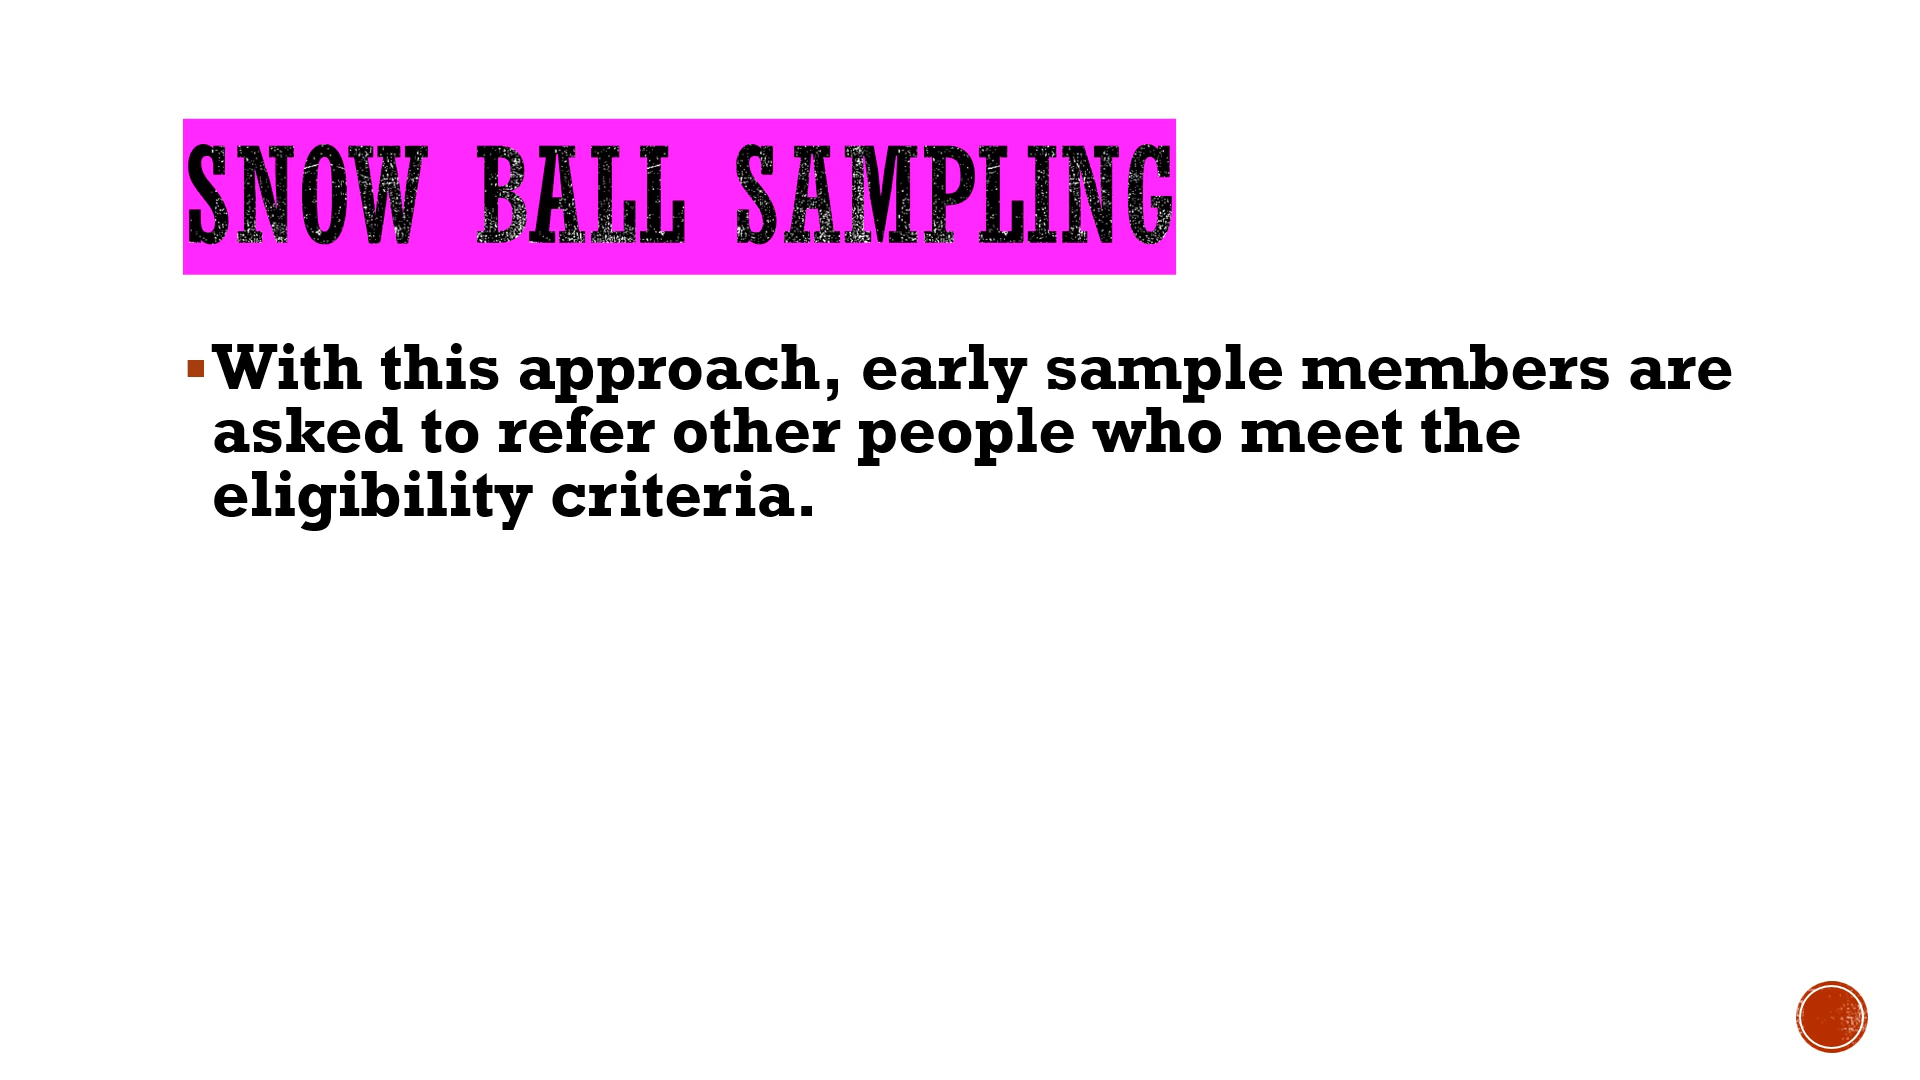 SNOW BALL SAMPLING
▪With this approach, early sample members are
asked to refer other people who meet the
eligibility criteria.